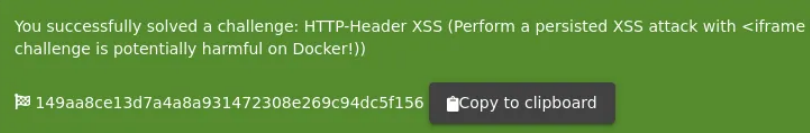 You successfully solved a challenge: HTTP-Header XSS (Perform a persisted XSS attack with <iframe
challenge is potentially harmful on Docker!))
149aa8ce13d7a4a8a931472308e269c94dc5f156 Copy to clipboard